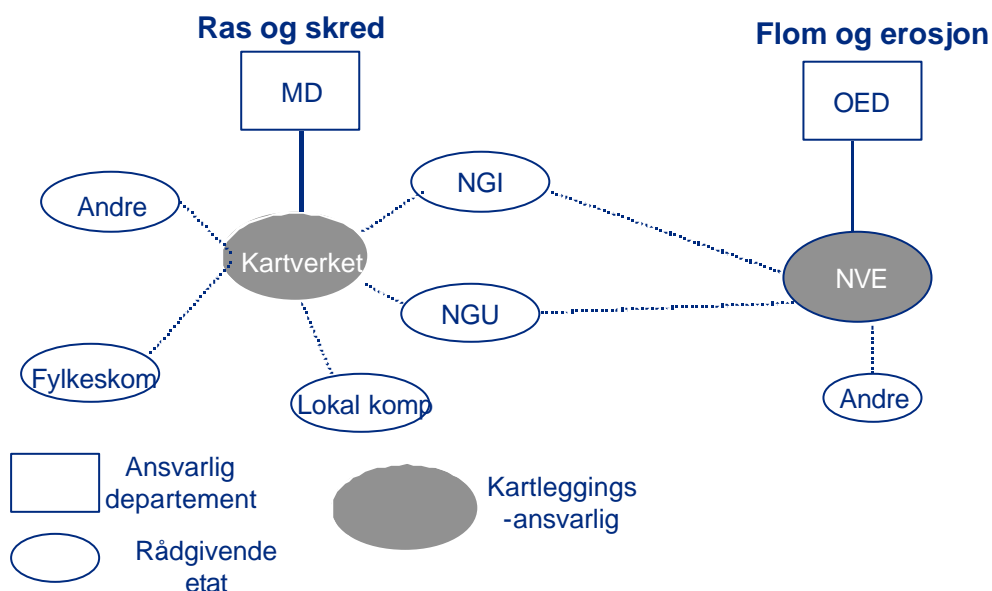 Ras og skred
Flom og erosjon
MD
OED
NGI
Andre
Kartverket
NVE
NGU
Fylkeskom
Lokal komp
Andre
Ansvarlig
departement
Kartleggings
-ansvarlig
Rådgivende
etat